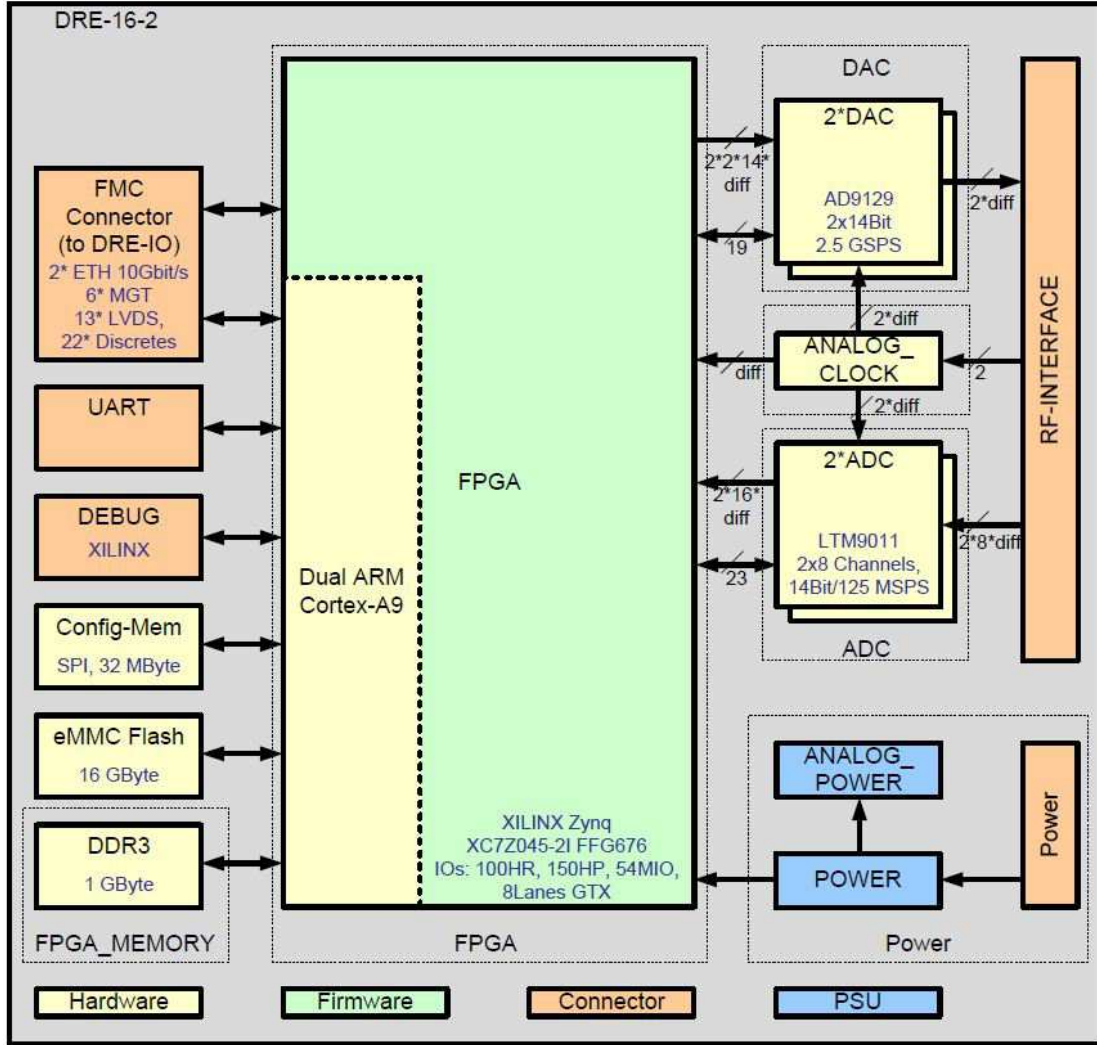 DRE-16-2
FMC
Connector
(to DRE-IO)
2* ETH 10Gbit/s
6* MGT
13* LVDS,
22* Discretes
UART
DEBUG
XILINX
Config-Mem
SPI, 32 MByte
eMMC Flash
16 GByte
DDR3
1 GByte
FPGA_MEMORY
FPGA
Dual ARM
Cortex-A9
XILINX Zynq
XC7Z045-2I FFG676
IOs: 100HR, 150HP, 54MIO,
8Lanes GTX
FPGA
DAC
2*DAC
AD9129
2x14Bit
2.5 GSPS
2*2*14*
diff
19
2*diff
2*diff
ANALOG_
CLOCK
diff
2
2*diff
2*ADC
LTM9011
2x8 Channels,
14Bit/125 MSPS
2*16*
diff
23
2*8*diff
ADC
RF-INTERFACE
ANALOG_
POWER
POWER
Power
Power
Hardware
Firmware
Connector
PSU